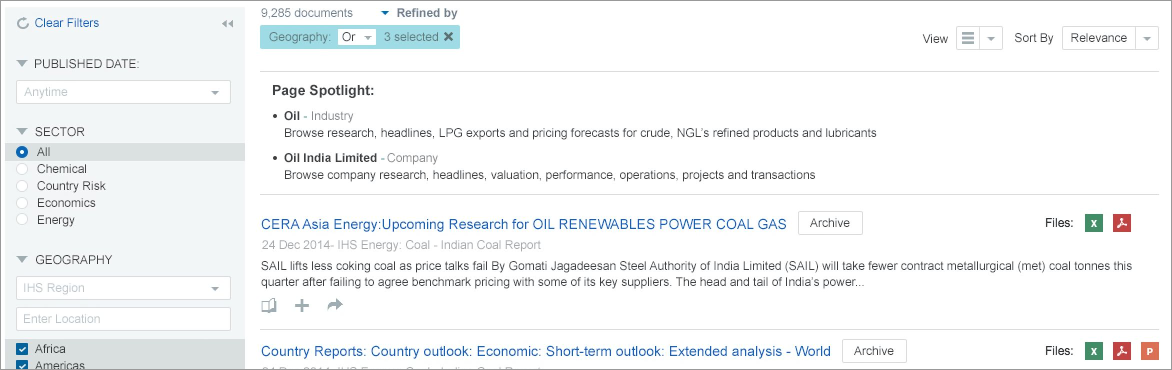 Clear Filters
PUBLISHED DATE:
Anytime
SECTOR
All
Chemical
Country Risk
Economics
Energy
GEOGRAPHY
IHS Region
Enter Location
Africa
Americas
9,285 documents Refined by
Geography: Or 3 selected
View Sort By Relevance
Page Spotlight:
• Oil - Industry
Browse research, headlines, LPG exports and pricing forecasts for crude, NGL's refined products and lubricants
• Oil India Limited - Company
Browse company research, headlines, valuation, performance, operations, projects and transactions
CERA Asia Energy:Upcoming Research for OIL RENEWABLES POWER COAL GAS Archive Files: X
24 Dec 2014- IHS Energy: Coal - Indian Coal Report
SAIL lifts less coking coal as price talks fail By Gomati Jagadeesan Steel Authority of India Limited (SAIL) will take fewer contract metallurgical (met) coal tonnes this
quarter after failing to agree benchmark pricing with some of its key suppliers. The head and tail of India's power...
Country Reports: Country outlook: Economic: Short-term outlook: Extended analysis - World Archive Files: X P